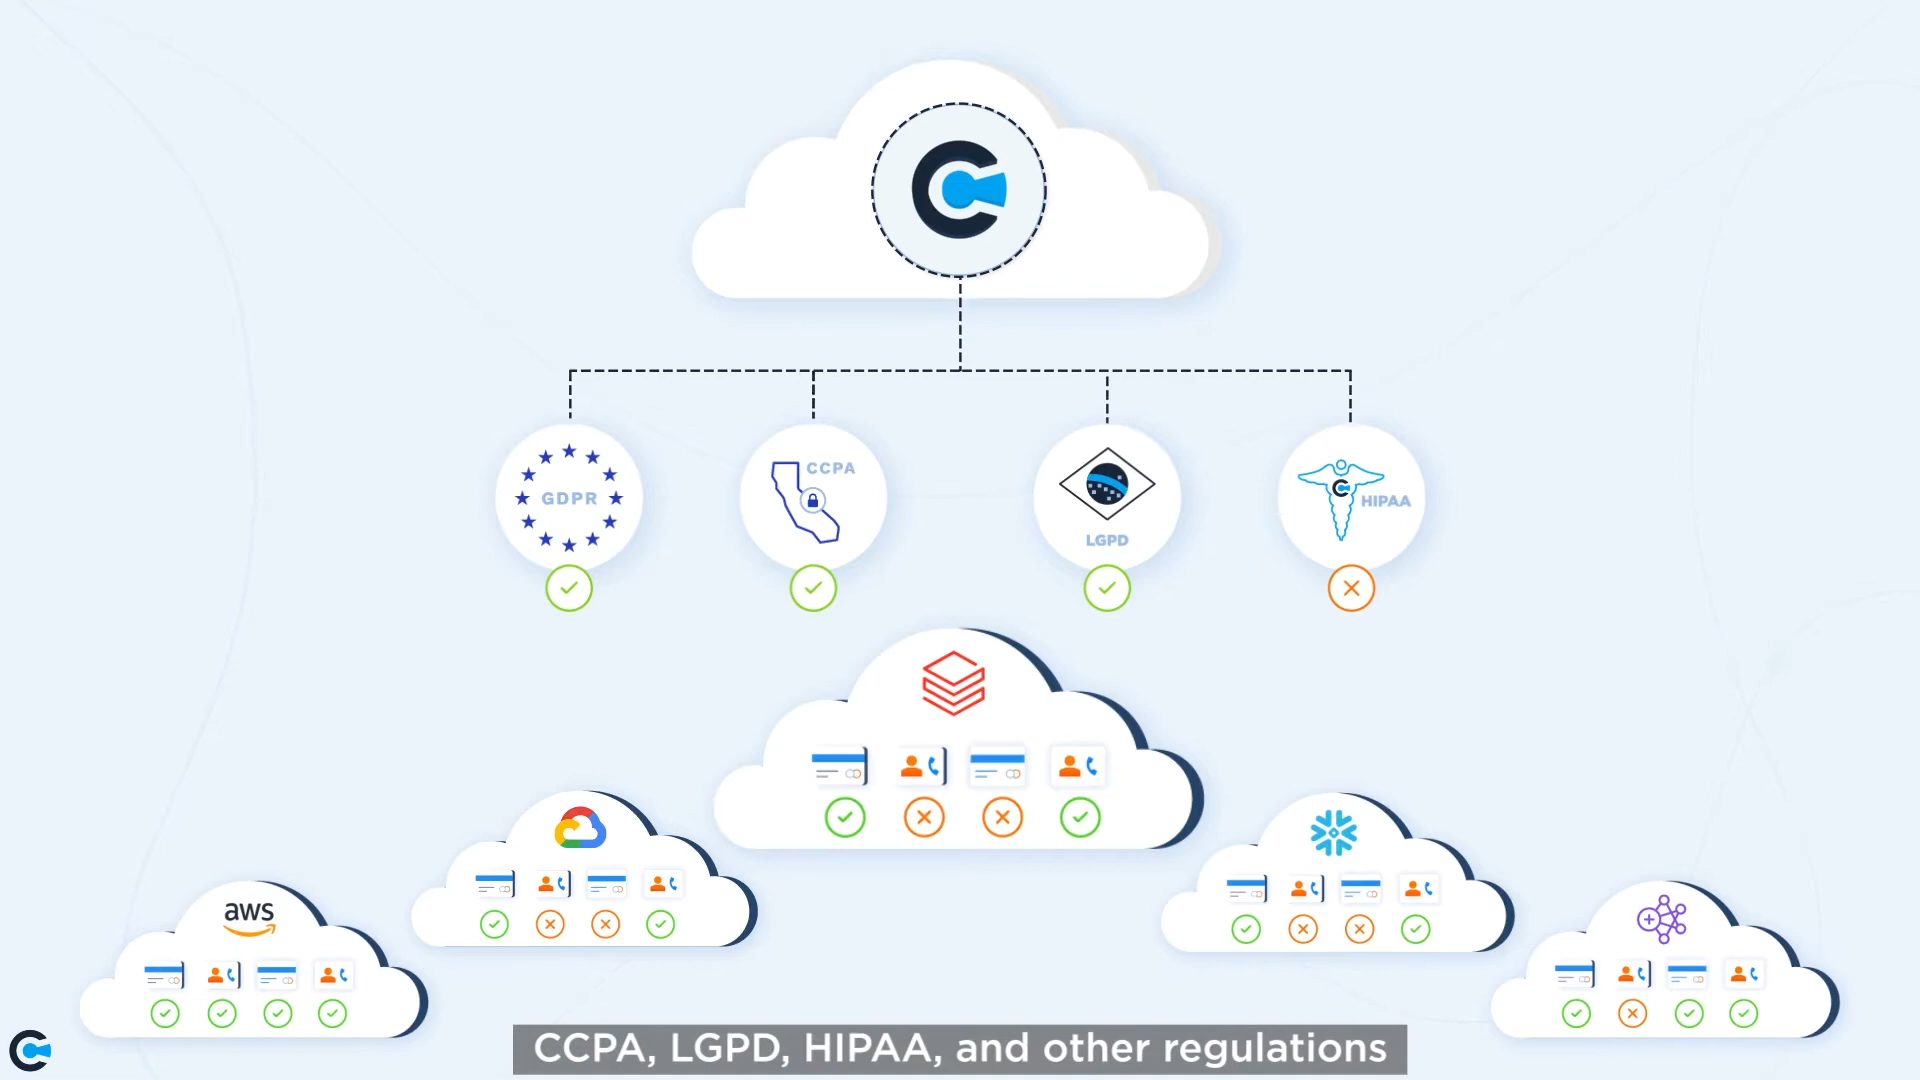 GDPR
CCPA
LGPD
HIPAA
aws
CCPA, LGPD, HIPAA, and other regulations